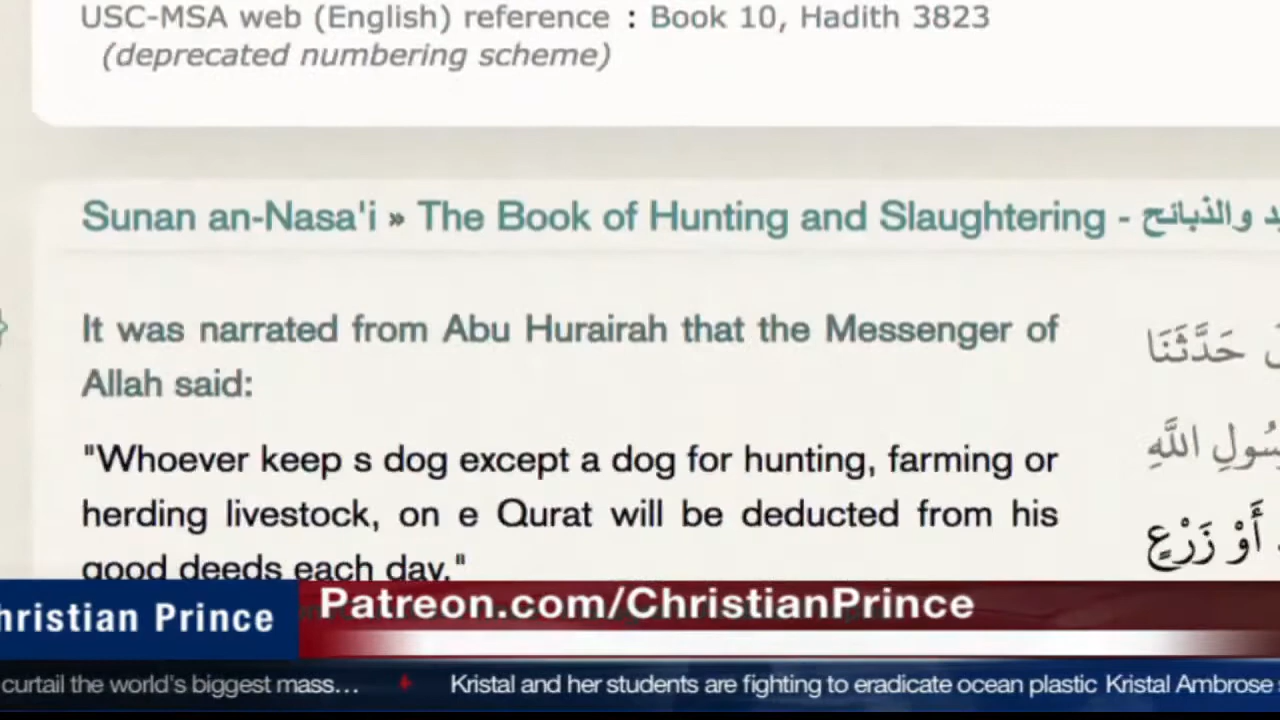 USC-MSA web (English) reference : Book 10, Hadith 3823
(deprecated numbering scheme)
Sunan an-Nasa'i » The Book of Hunting and Slaughtering - يد والذبائح
It was narrated from Abu Hurairah that the Messenger of
Allah said:
حَدَّثَنَا
"Whoever keep s dog except a dog for hunting, farming or
سُولِ اللَّهِ
herding livestock, on e Qurat will be deducted from his
أَوْ زَرْعٍ
good deeds each day."
hristian Prince
Patreon.com/ChristianPrince
curtail the world's biggest mass... Kristal and her students are fighting to eradicate ocean plastic Kristal Ambrose